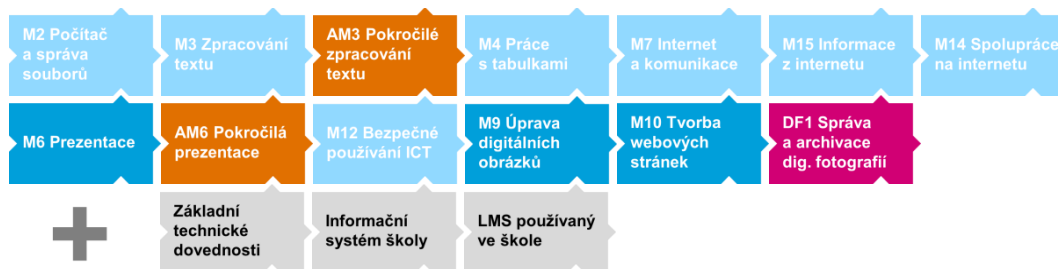 M2 Počítač
a správa
souborů
M3 Zpracování
textu
AM3 Pokročilé
zpracování
textu
M4 Práce
s tabulkami
M7 Internet
a komunikace
M15 Informace
z internetu
M14 Spolupráce
na internetu
M6 Prezentace
AM6 Pokročilá
prezentace
M12 Bezpečné
používání ICT
M9 Úprava
digitálních
obrázků
M10 Tvorba
webových
stránek
DF1 Správa
a archivace
dig. fotografií
Základní
technické
dovednosti
Informační
systém školy
LMS používaný
ve škole